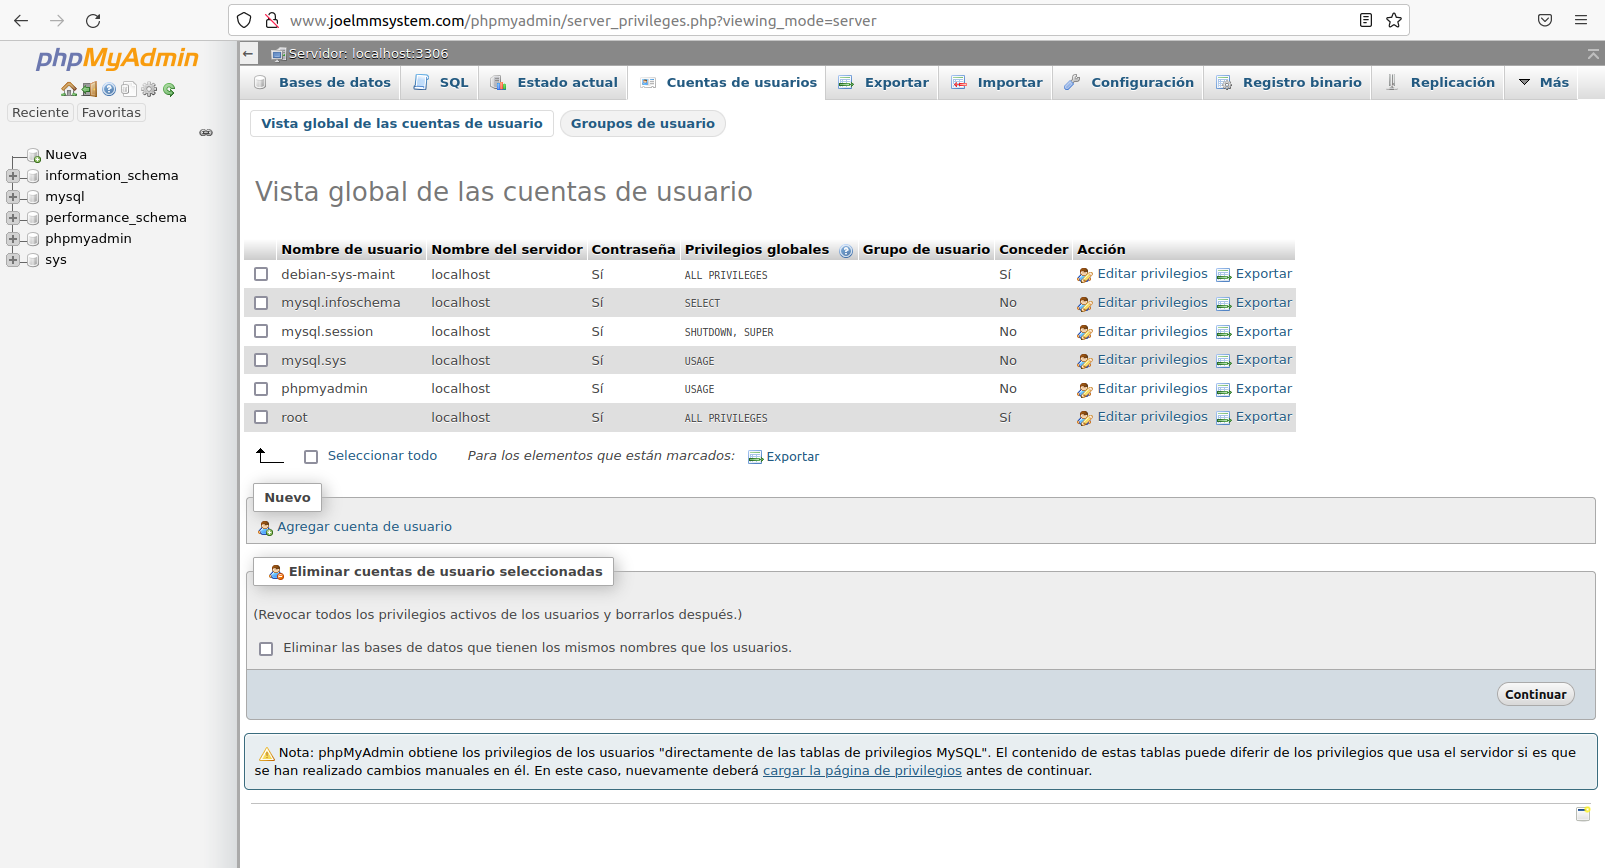 www.joelmmsystem.com/phpmyadmin/server_privileges.php?viewing_mode=server
phpMyAdmin
Reciente Favoritas
Nueva
information_schema
mysql
performance_schema
phpmyadmin
sys
Servidor: localhost:3306
Bases de datos SQL Estado actual Cuentas de usuarios Exportar Importar Configuración Registro binario Replicación Más
Vista global de las cuentas de usuario Groupos de usuario
Vista global de las cuentas de usuario
Nombre de usuario Nombre del servidor Contraseña Privilegios globales Grupo de usuario Conceder Acción
debian-sys-maint localhost Sí ALL PRIVILEGES Sí Editar privilegios Exportar
mysql.infoschema localhost Sí SELECT No Editar privilegios Exportar
mysql.session localhost Sí SHUTDOWN, SUPER No Editar privilegios Exportar
mysql.sys localhost Sí USAGE No Editar privilegios Exportar
phpmyadmin localhost Sí USAGE No Editar privilegios Exportar
root localhost Sí ALL PRIVILEGES Sí Editar privilegios Exportar
Seleccionar todo Para los elementos que están marcados: Exportar
Nuevo
Agregar cuenta de usuario
Eliminar cuentas de usuario seleccionadas
(Revocar todos los privilegios activos de los usuarios y borrarlos después.)
Eliminar las bases de datos que tienen los mismos nombres que los usuarios.
Continuar
Nota: phpMyAdmin obtiene los privilegios de los usuarios "directamente de las tablas de privilegios MySQL". El contenido de estas tablas puede diferir de los privilegios que usa el servidor si es que
se han realizado cambios manuales en él. En este caso, nuevamente deberá cargar la página de privilegios antes de continuar.